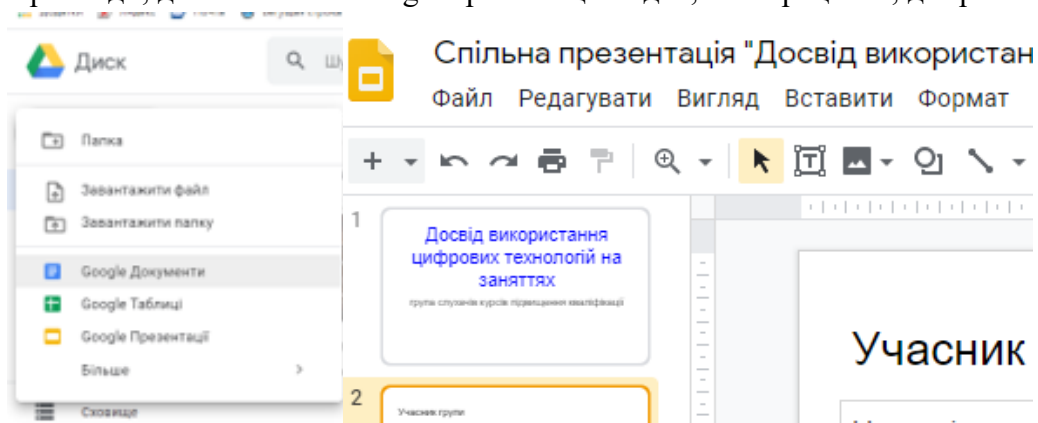 Диск
Папка
Завантажити файл
Завантажити папку
Google Документи
Google Таблиці
Google Презентації
Більше
Сховище
Спільна презентація "Досвід використан
Файл Редагувати Вигляд Вставити Формат
1
Досвід використання
цифрових технологій на
заняттях
група слухачів курсів підвищення кваліфікації
2
Учасник групи
Учасник